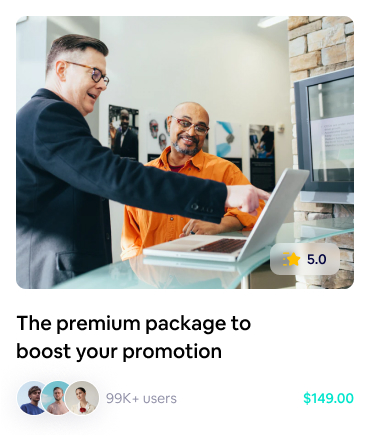 5.0
The premium package to
boost your promotion
99K+ users
$149.00